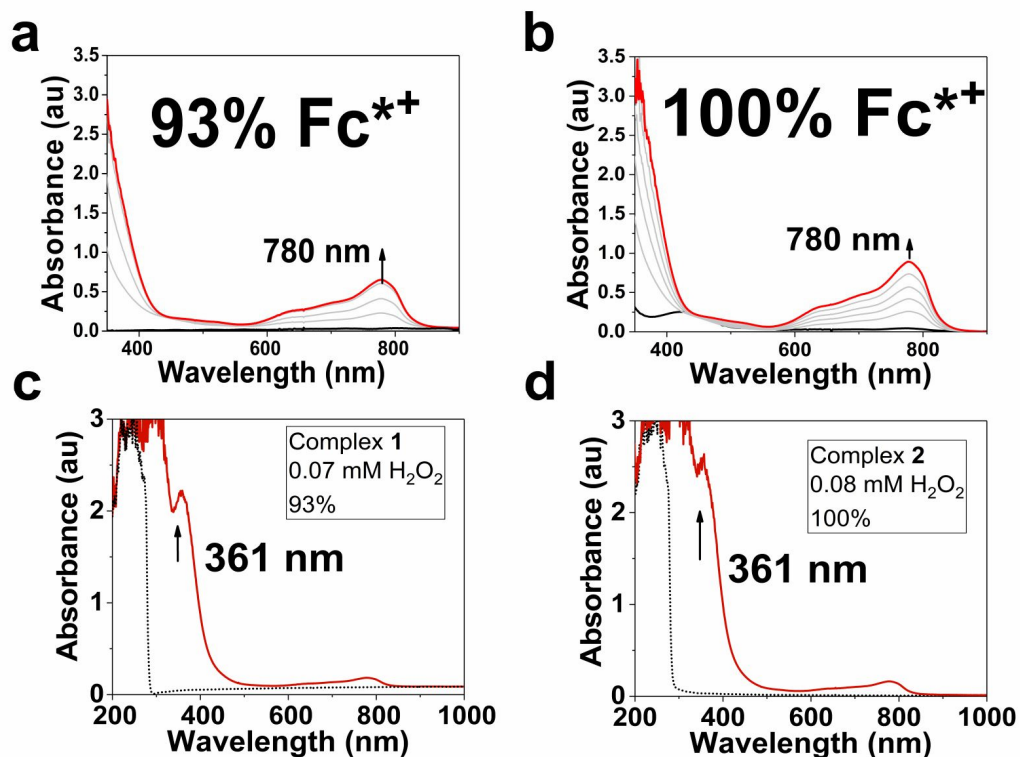 a
93% Fc*+
780 nm
Absorbance (au)
3.5
3.0
2.5
2.0
1.5
1.0
0.5
0.0
400
600
800
Wavelength (nm)
b
100% Fc*+
780 nm
Absorbance (au)
3.5
3.0
2.5
2.0
1.5
1.0
0.5
0.0
400
600
800
Wavelength (nm)
c
Complex 1
0.07 mM H₂O₂
93%
361 nm
Absorbance (au)
3
2
1
0
200
400
600
800
1000
Wavelength (nm)
d
Complex 2
0.08 mM H₂O₂
100%
361 nm
Absorbance (au)
3
2
1
0
200
400
600
800
1000
Wavelength (nm)